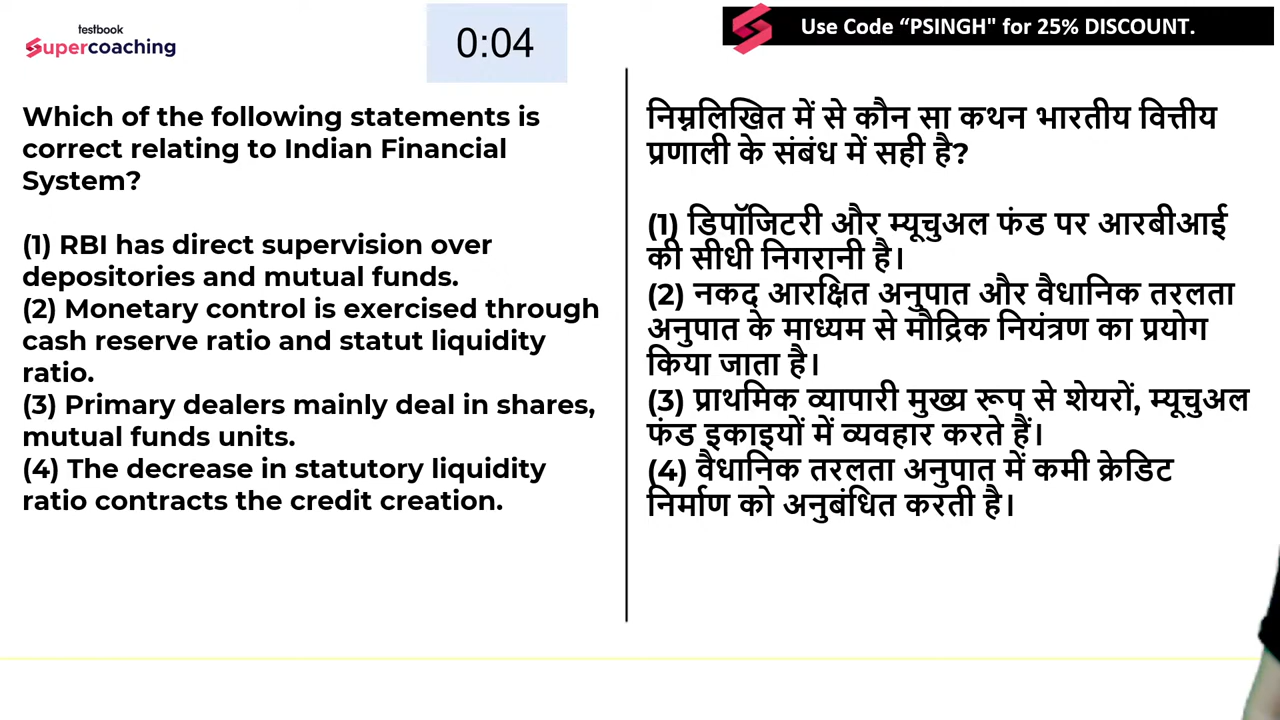 testbook
Supercoaching
0:04
Use Code “PSINGH" for 25% DISCOUNT.
Which of the following statements is
correct relating to Indian Financial
System?
(1) RBI has direct supervision over
depositories and mutual funds.
(2) Monetary control is exercised through
cash reserve ratio and statut liquidity
ratio.
(3) Primary dealers mainly deal in shares,
mutual funds units.
(4) The decrease in statutory liquidity
ratio contracts the credit creation.
निम्नलिखित में से कौन सा कथन भारतीय वित्तीय
प्रणाली के संबंध में सही है?
(1) डिपॉजिटरी और म्यूचुअल फंड पर आरबीआई
की सीधी निगरानी है।
(2) नकद आरक्षित अनुपात और वैधानिक तरलता
अनुपात के माध्यम से मौद्रिक नियंत्रण का प्रयोग
किया जाता है।
(3) प्राथमिक व्यापारी मुख्य रूप से शेयरों, म्यूचुअल
फंड इकाइयों में व्यवहार करते हैं।
(4) वैधानिक तरलता अनुपात में कमी क्रेडिट
निर्माण को अनुबंधित करती है।